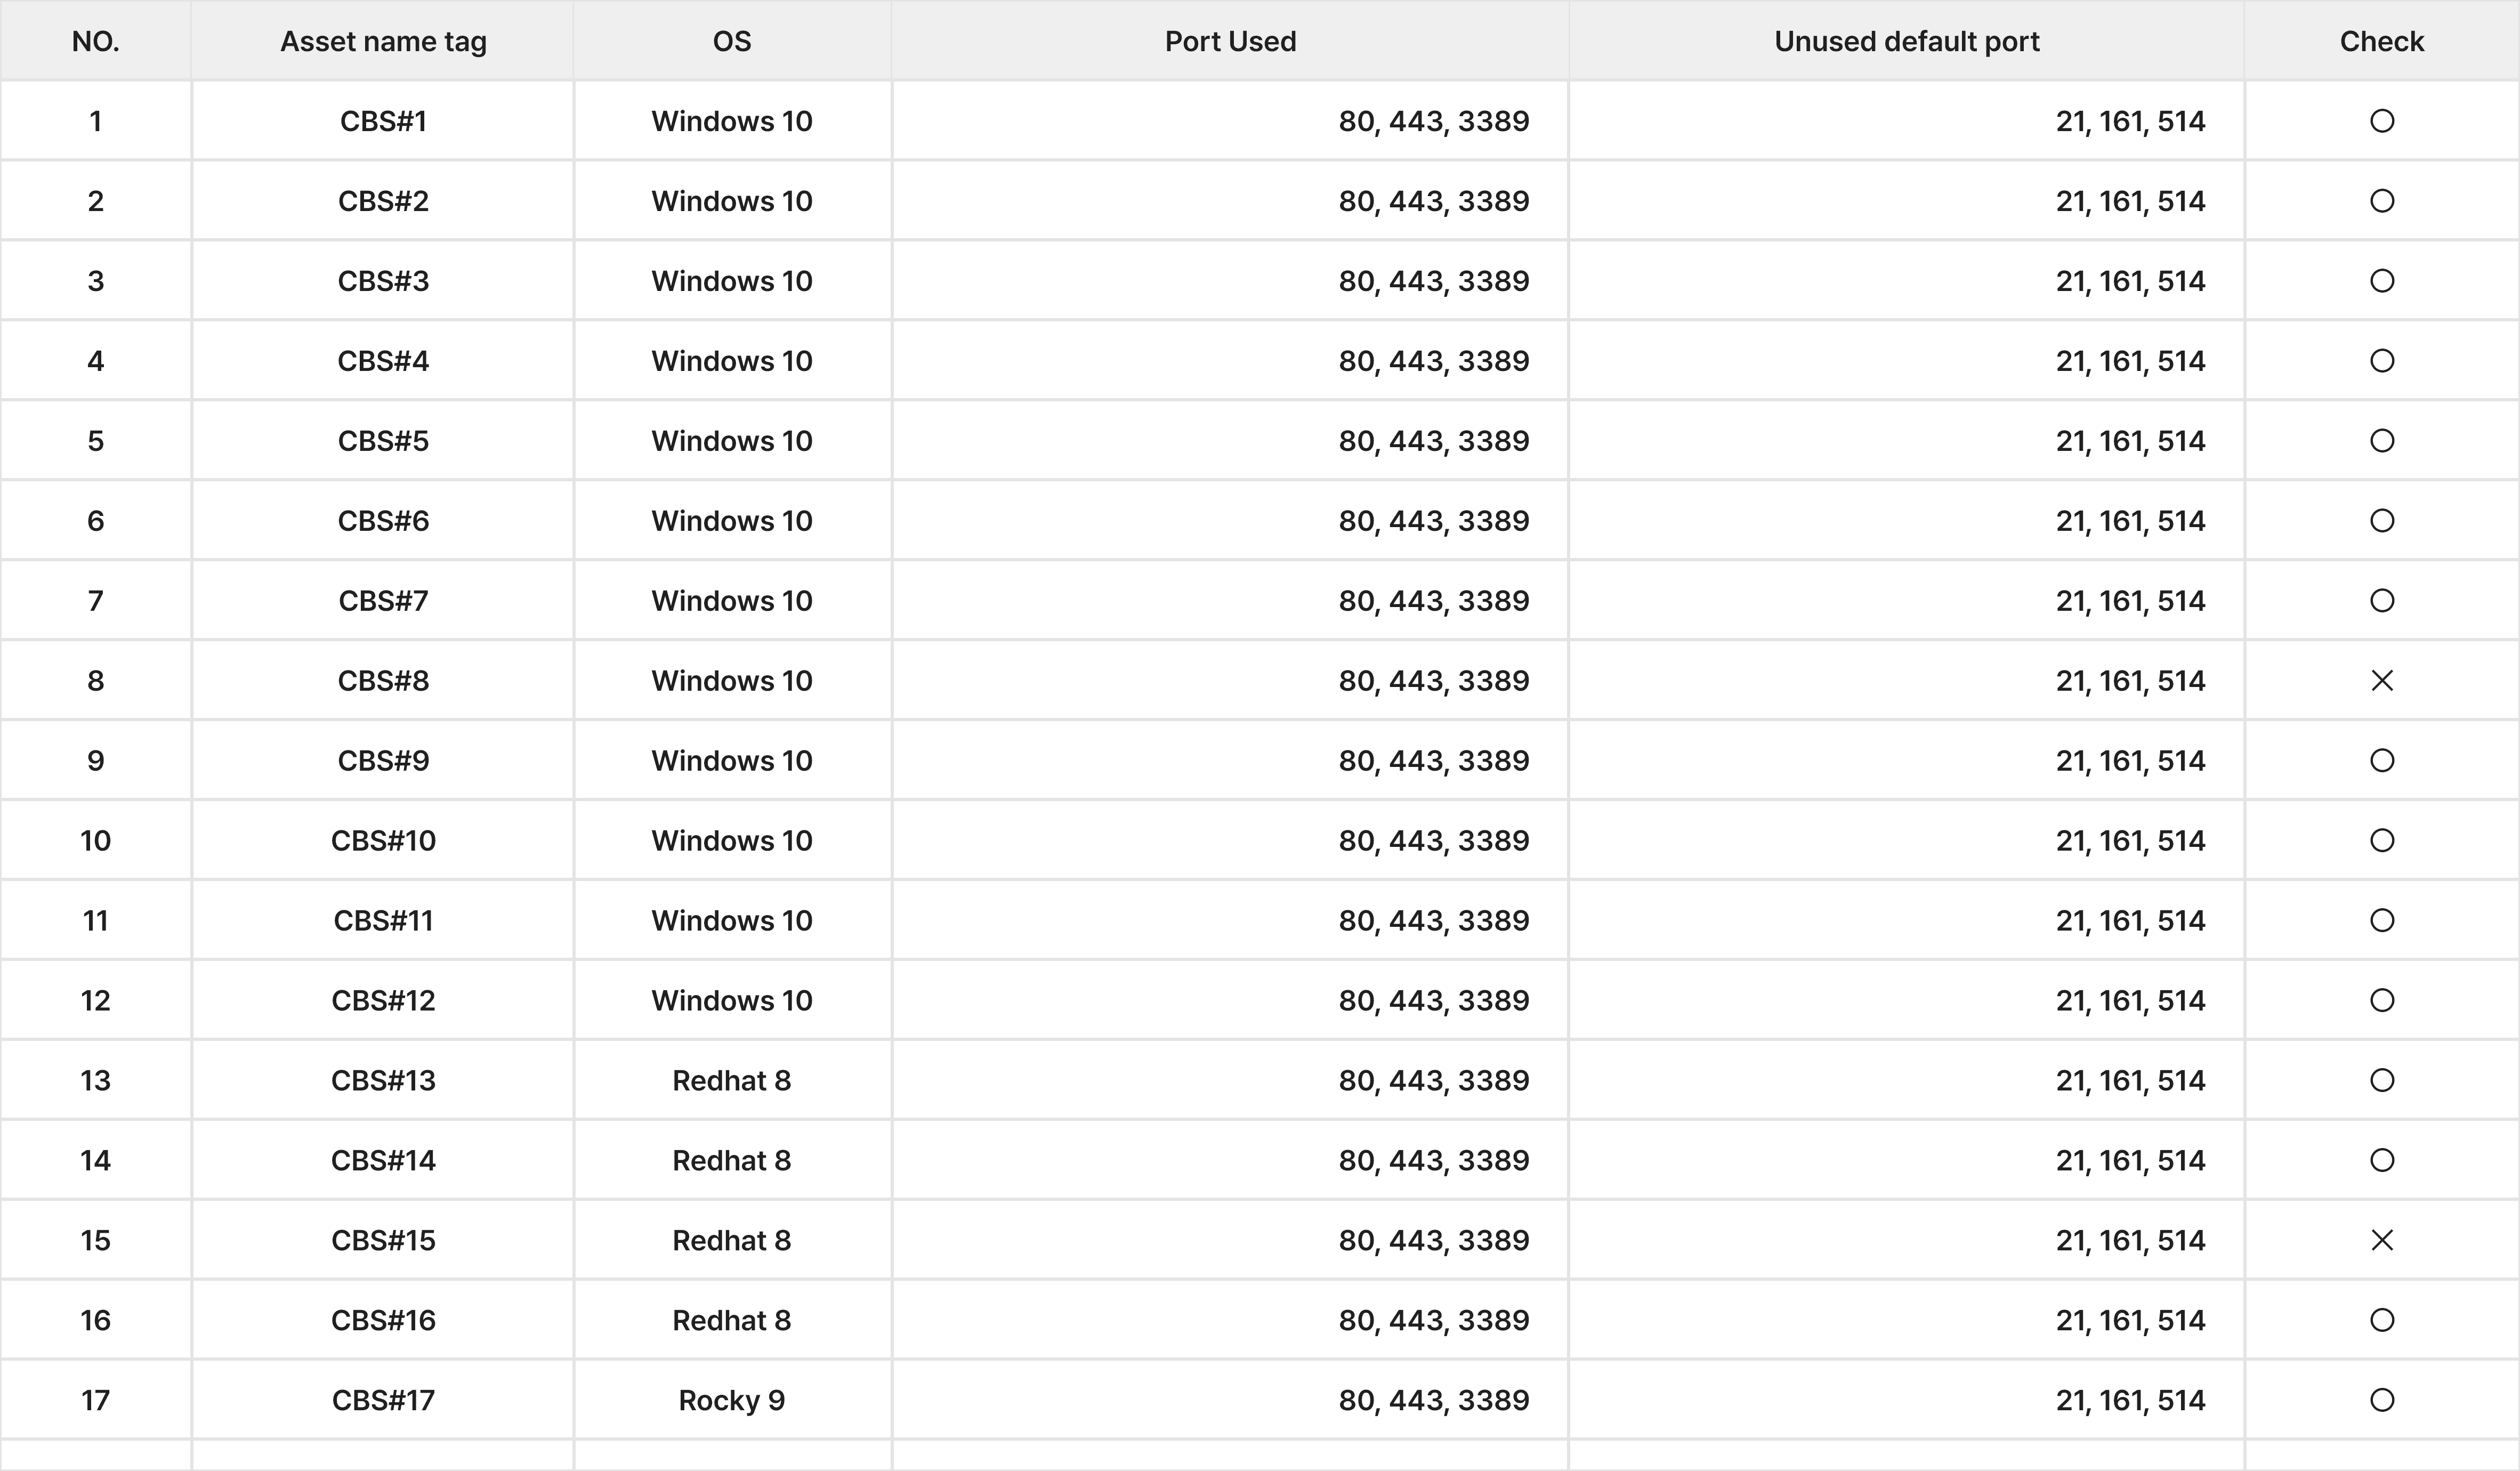 NO. Asset name tag OS Port Used Unused default port Check
1 CBS#1 Windows 10 80, 443, 3389 21, 161, 514 ○
2 CBS#2 Windows 10 80, 443, 3389 21, 161, 514 ○
3 CBS#3 Windows 10 80, 443, 3389 21, 161, 514 ○
4 CBS#4 Windows 10 80, 443, 3389 21, 161, 514 ○
5 CBS#5 Windows 10 80, 443, 3389 21, 161, 514 ○
6 CBS#6 Windows 10 80, 443, 3389 21, 161, 514 ○
7 CBS#7 Windows 10 80, 443, 3389 21, 161, 514 ○
8 CBS#8 Windows 10 80, 443, 3389 21, 161, 514 ×
9 CBS#9 Windows 10 80, 443, 3389 21, 161, 514 ○
10 CBS#10 Windows 10 80, 443, 3389 21, 161, 514 ○
11 CBS#11 Windows 10 80, 443, 3389 21, 161, 514 ○
12 CBS#12 Windows 10 80, 443, 3389 21, 161, 514 ○
13 CBS#13 Redhat 8 80, 443, 3389 21, 161, 514 ○
14 CBS#14 Redhat 8 80, 443, 3389 21, 161, 514 ○
15 CBS#15 Redhat 8 80, 443, 3389 21, 161, 514 ×
16 CBS#16 Redhat 8 80, 443, 3389 21, 161, 514 ○
17 CBS#17 Rocky 9 80, 443, 3389 21, 161, 514 ○